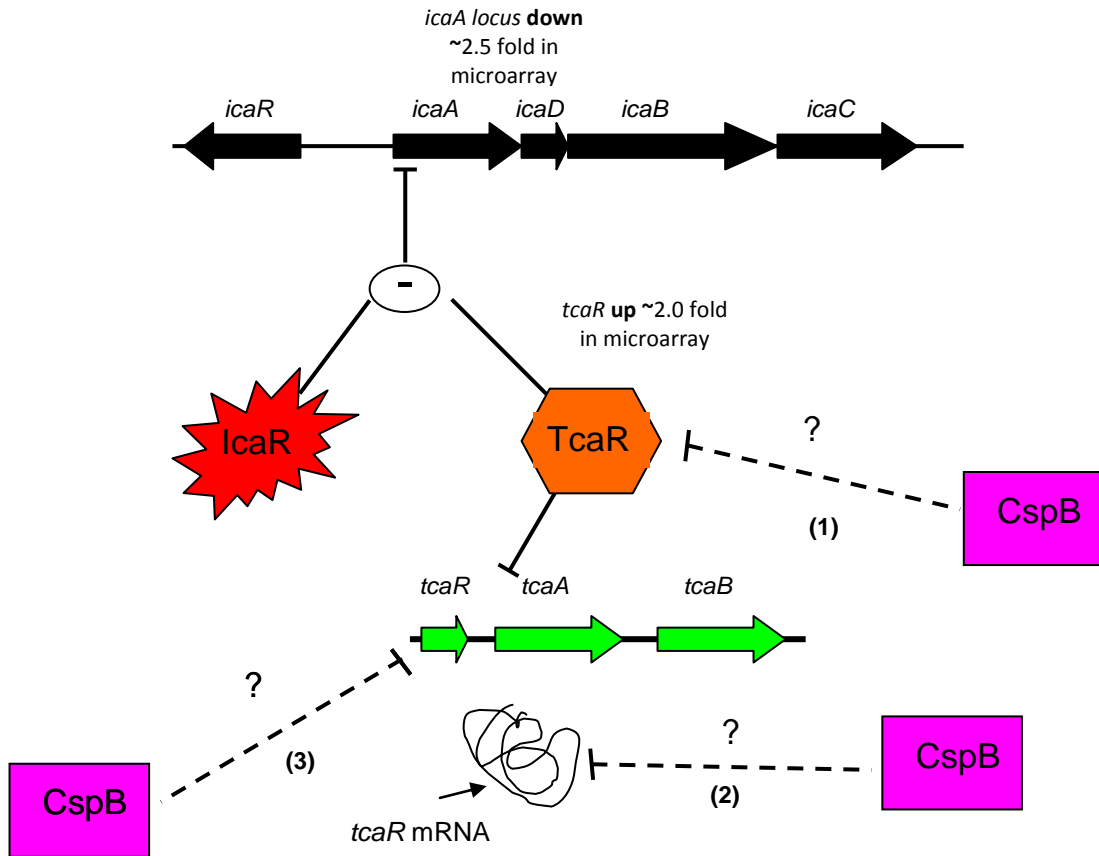 icaA locus down
~2.5 fold in
microarray
icaR icaA icaD icaB icaC
-
tcaR up ~2.0 fold
in microarray
IcaR TcaR ?
CspB
(1)
tcaR tcaA tcaB
?
?
CspB
(3)
(2)
CspB
tcaR mRNA